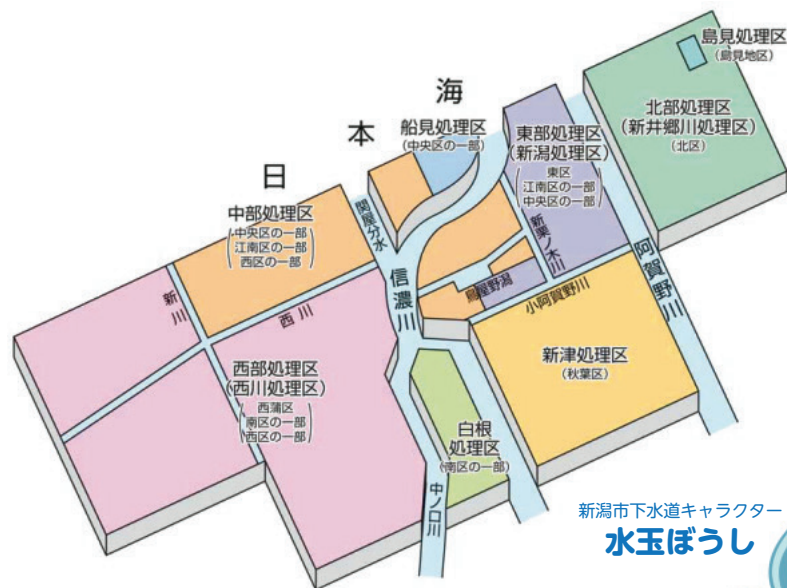 島見処理区
(島見地区)
北部処理区
(新井郷川処理区)
(北区)
日本海
船見処理区
(中央区の一部)
東部処理区
(新潟処理区)
東区
江南区の一部
中央区の一部
中部処理区
中央区の一部
江南区の一部
西区の一部
関屋分水
信濃川
新栗ノ木川
鳥屋野潟
小阿賀野川
阿賀野川
新川
西川
西部処理区
(西川処理区)
西蒲区
南区の一部
西区の一部
新津処理区
(秋葉区)
白根
処理区
(南区の一部)
中ノ口川
新潟市下水道キャラクター
水玉ぼうし